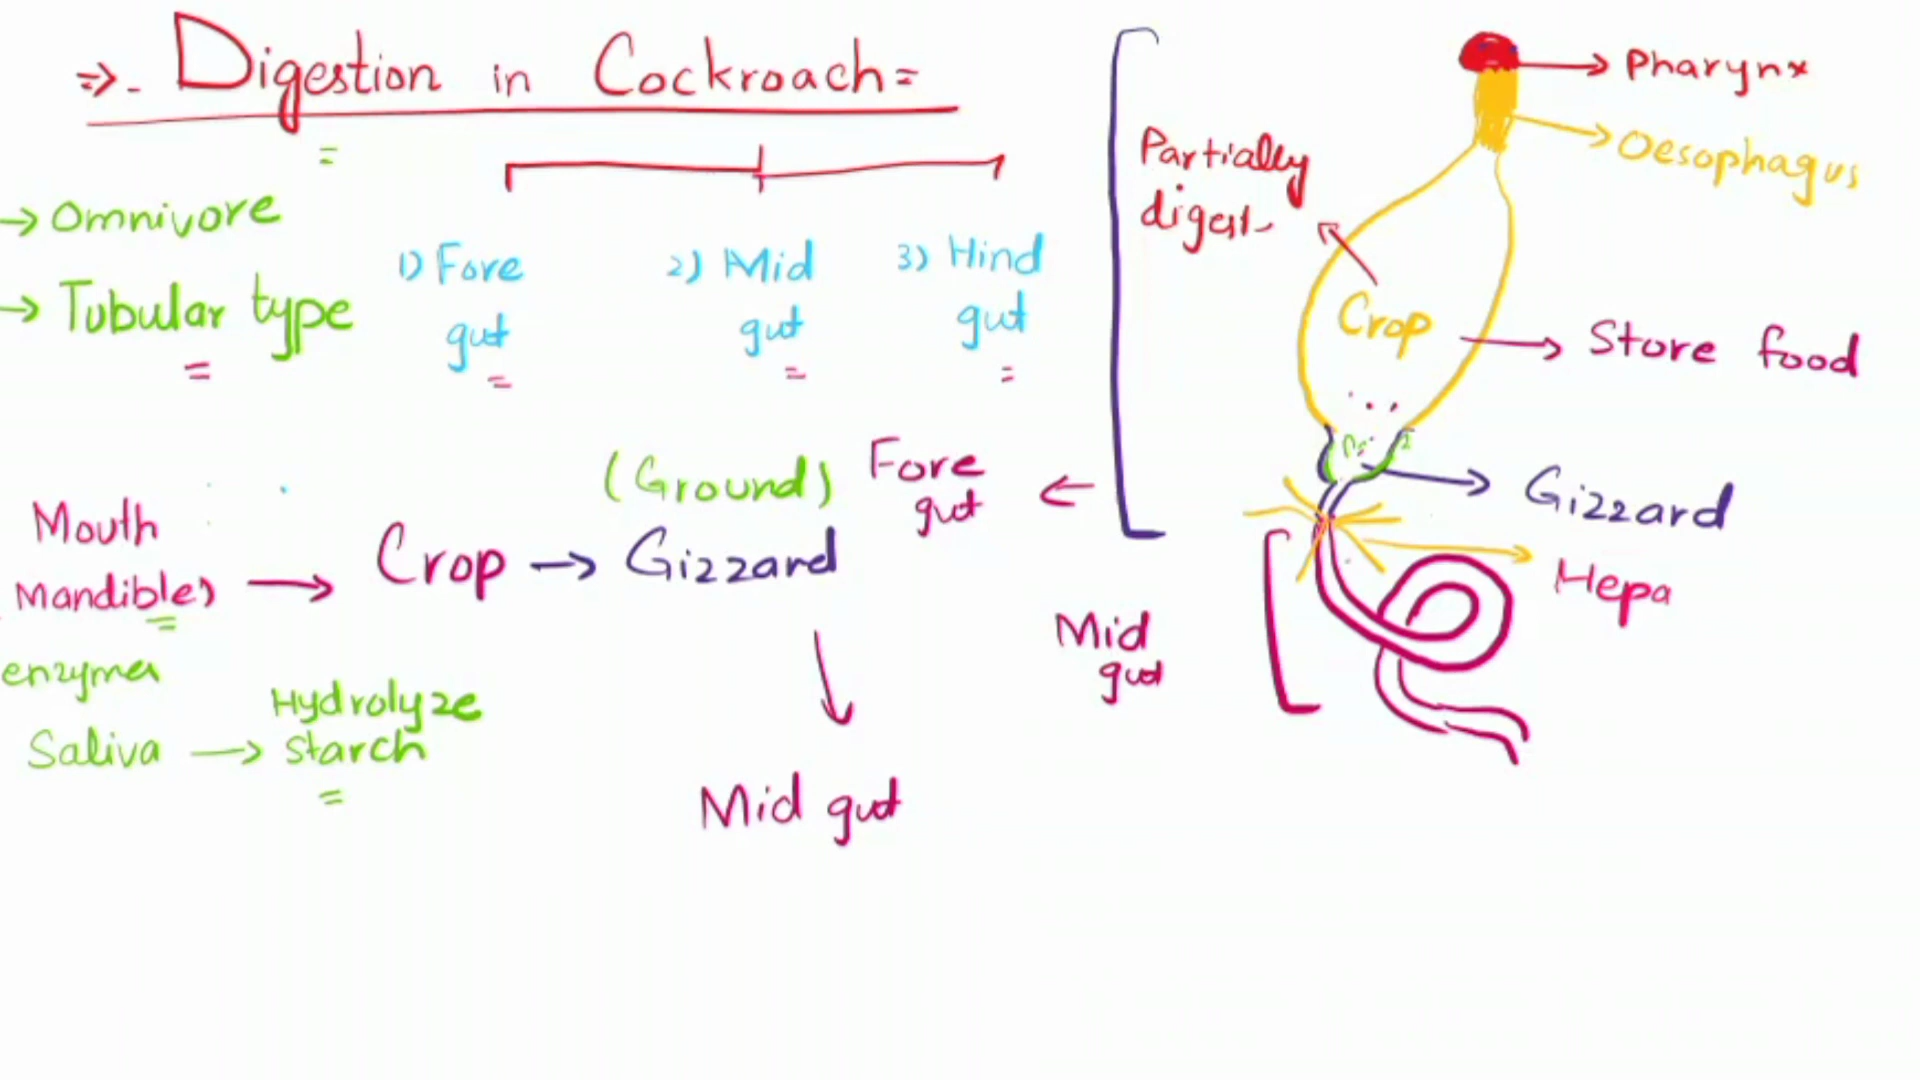 ⇒. Digestion in Cockroach =
→ Omnivore
→ Tubular type
1) Fore gut
2) Mid gut
3) Hind gut
Mouth
Mandibles → Crop → Gizzard
(Ground)
enzymes
Saliva → Hydrolyze
starch
Mid gut
Fore
gut
Mid
gut
Partially
digest
Pharynx
Oesophagus
Crop → Store food
Gizzard
Hepa